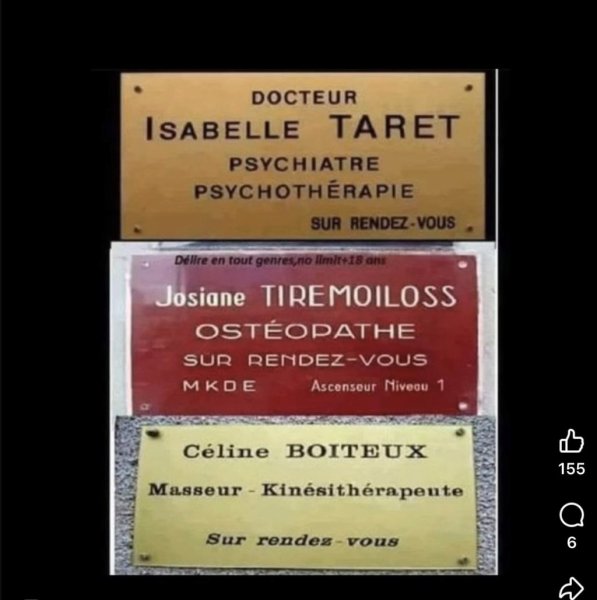 DOCTEUR
ISABELLE TARET
PSYCHIATRE
PSYCHOTHÉRAPIE
SUR RENDEZ-VOUS
Délire en tout genres,no limit+18 ans
Josiane TIREMOILOSS
OSTÉOPATHE
SUR RENDEZ-VOUS
MKDE Ascenseur Niveau 1
Céline BOITEUX
Masseur - Kinésithérapeute
Sur rendez-vous
155
6